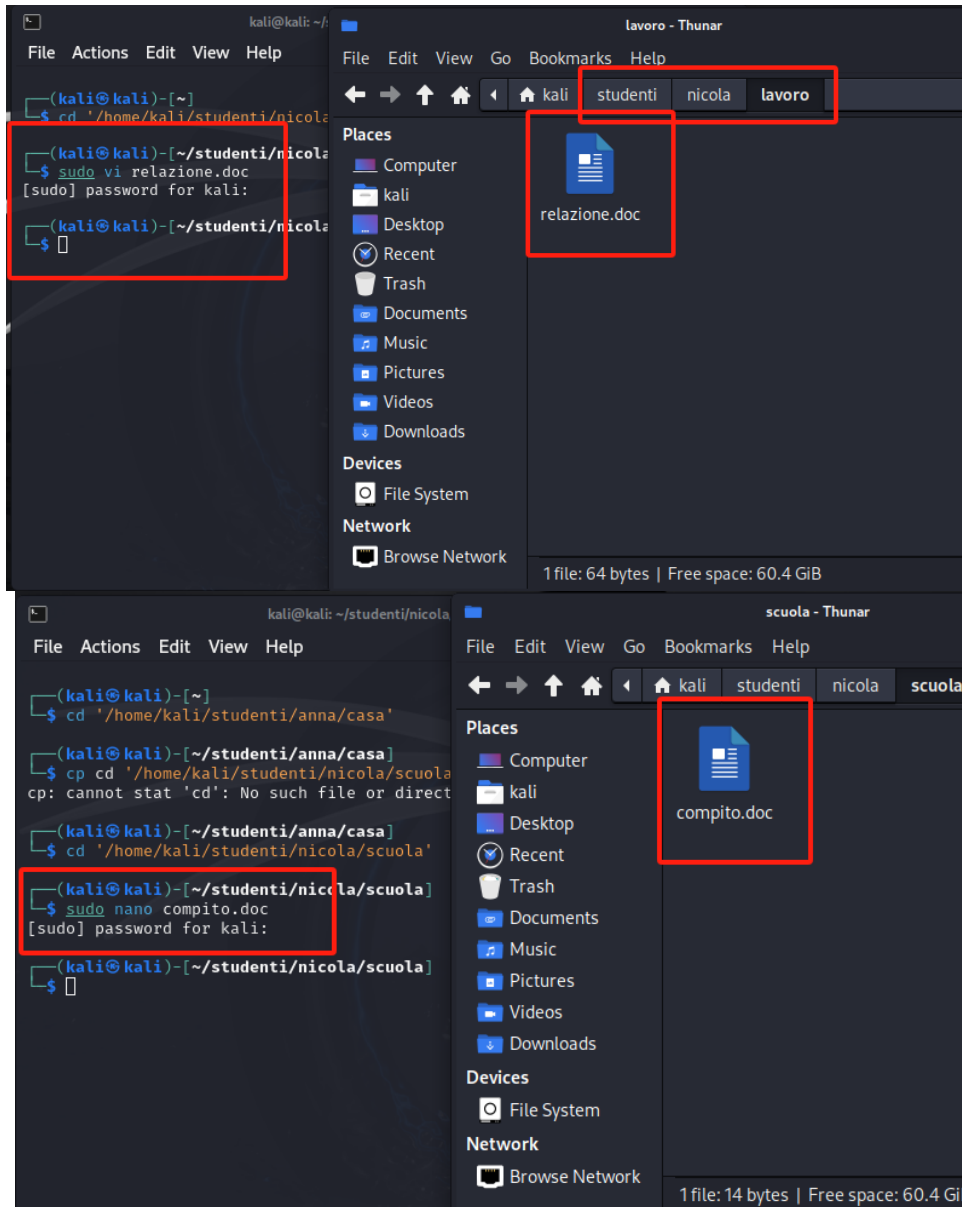 kali@kali: ~/
File Actions Edit View Help
(kali㉿kali)-[~]
$ cd '/home/kali/studenti/nicola
(kali㉿kali)-[~/studenti/nicola
$ sudo vi relazione.doc
[sudo] password for kali:
(kali㉿kali)-[~/studenti/nicola
$
lavoro - Thunar
File Edit View Go Bookmarks Help
kali studenti nicola lavoro
Places
Computer
kali
Desktop
Recent
Trash
Documents
Music
Pictures
Videos
Downloads
Devices
File System
Network
Browse Network
relazione.doc
1 file: 64 bytes | Free space: 60.4 GiB
kali@kali: ~/studenti/nicola/
File Actions Edit View Help
(kali㉿kali)-[~]
$ cd '/home/kali/studenti/anna/casa'
(kali㉿kali)-[~/studenti/anna/casa]
$ cp cd '/home/kali/studenti/nicola/scuola
cp: cannot stat 'cd': No such file or direct
(kali㉿kali)-[~/studenti/anna/casa]
$ cd '/home/kali/studenti/nicola/scuola'
(kali㉿kali)-[~/studenti/nicola/scuola]
$ sudo nano compito.doc
[sudo] password for kali:
(kali㉿kali)-[~/studenti/nicola/scuola]
$
scuola - Thunar
File Edit View Go Bookmarks Help
kali studenti nicola scuola
Places
Computer
kali
Desktop
Recent
Trash
Documents
Music
Pictures
Videos
Downloads
Devices
File System
Network
Browse Network
compito.doc
1 file: 14 bytes | Free space: 60.4 Gi